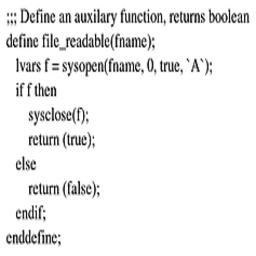 ;;; Define an auxilary function, returns boolean
define file_readable(fname);
lvars f = sysopen(fname, 0, true, `A`);
if f then
sysclose(f);
return (true);
else
return (false);
endif;
enddefine;